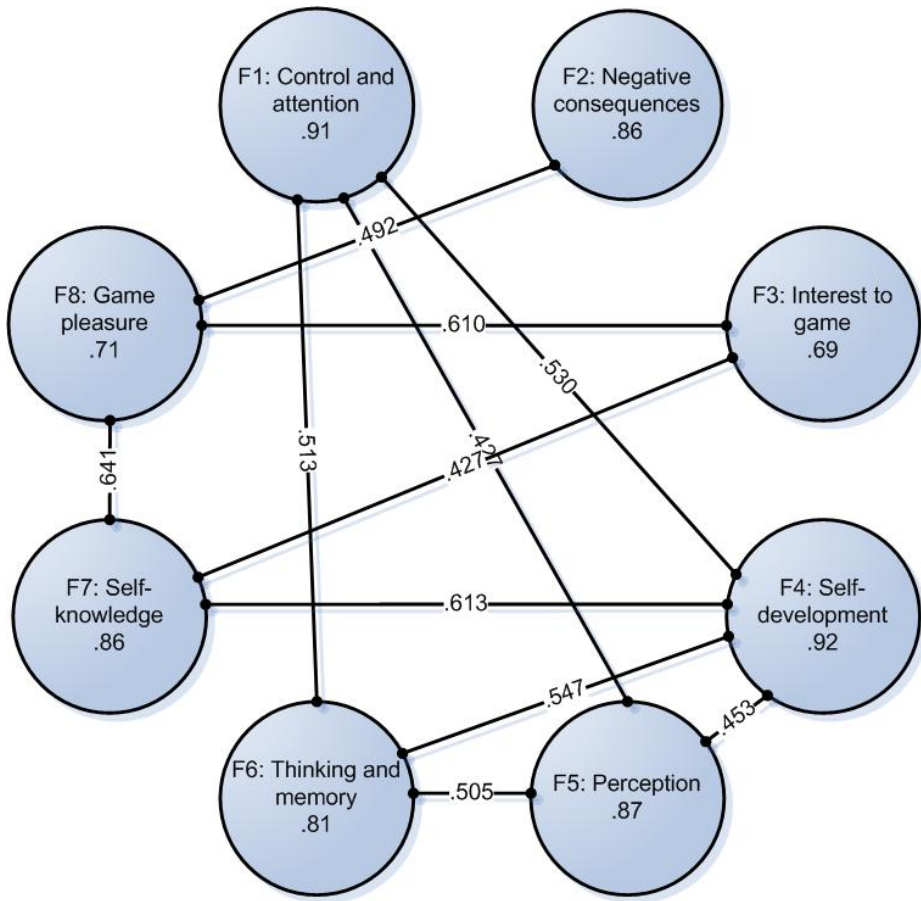 F1: Control and
attention
.91
F2: Negative
consequences
.86
.492
F8: Game
pleasure
.71
.610
F3: Interest to
game
.69
.530
.513
.427
.427
.641
F7: Self-
knowledge
.86
.613
F4: Self-
development
.92
.547
.453
F6: Thinking and
memory
.81
.505
F5: Perception
.87